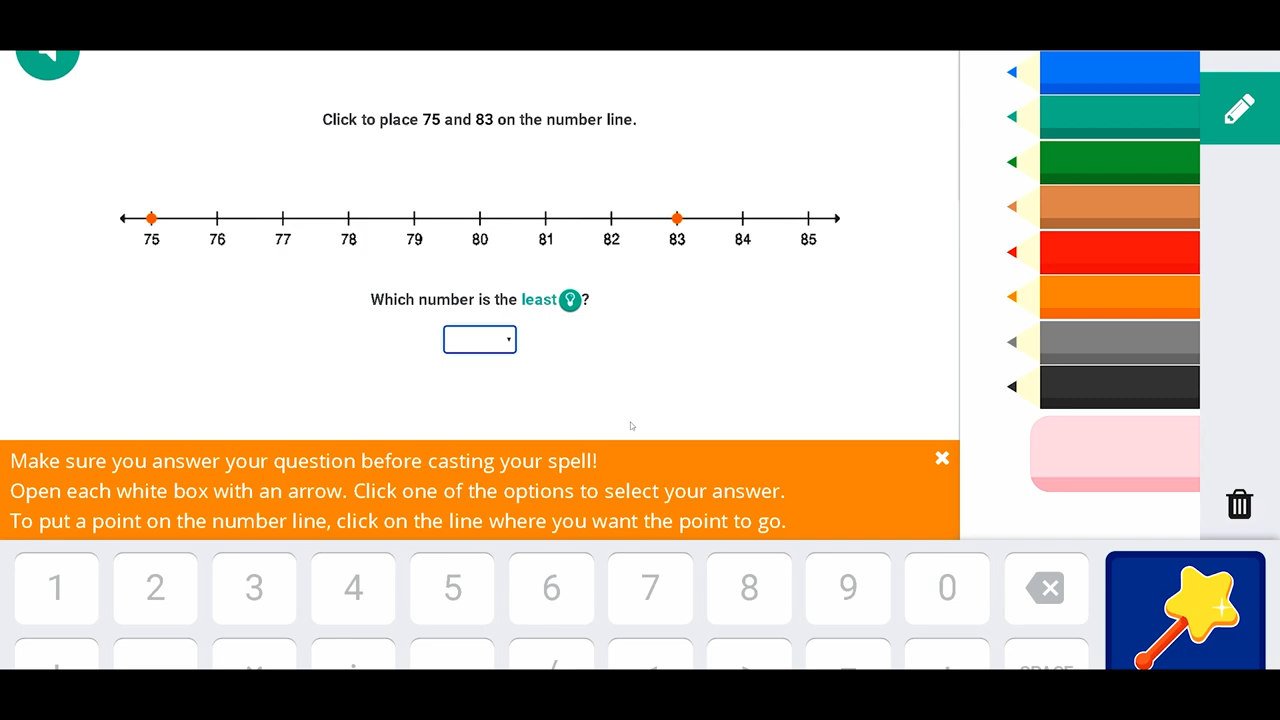 Click to place 75 and 83 on the number line.
75 76 77 78 79 80 81 82 83 84 85
Which number is the least ?
Make sure you answer your question before casting your spell!
Open each white box with an arrow. Click one of the options to select your answer.
To put a point on the number line, click on the line where you want the point to go.
1 2 3 4 5 6 7 8 9 0